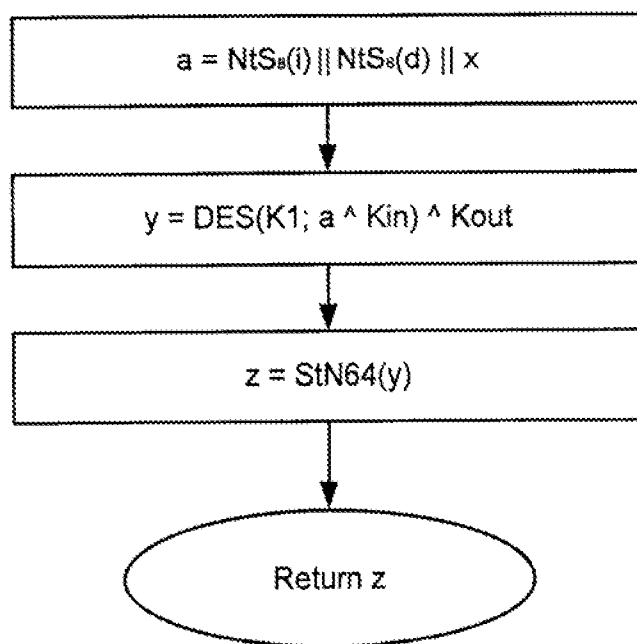 a = NtS₈(i) || NtS₈(d) || x
y = DES(K1; a ^ Kin) ^ Kout
z = StN64(y)
Return z